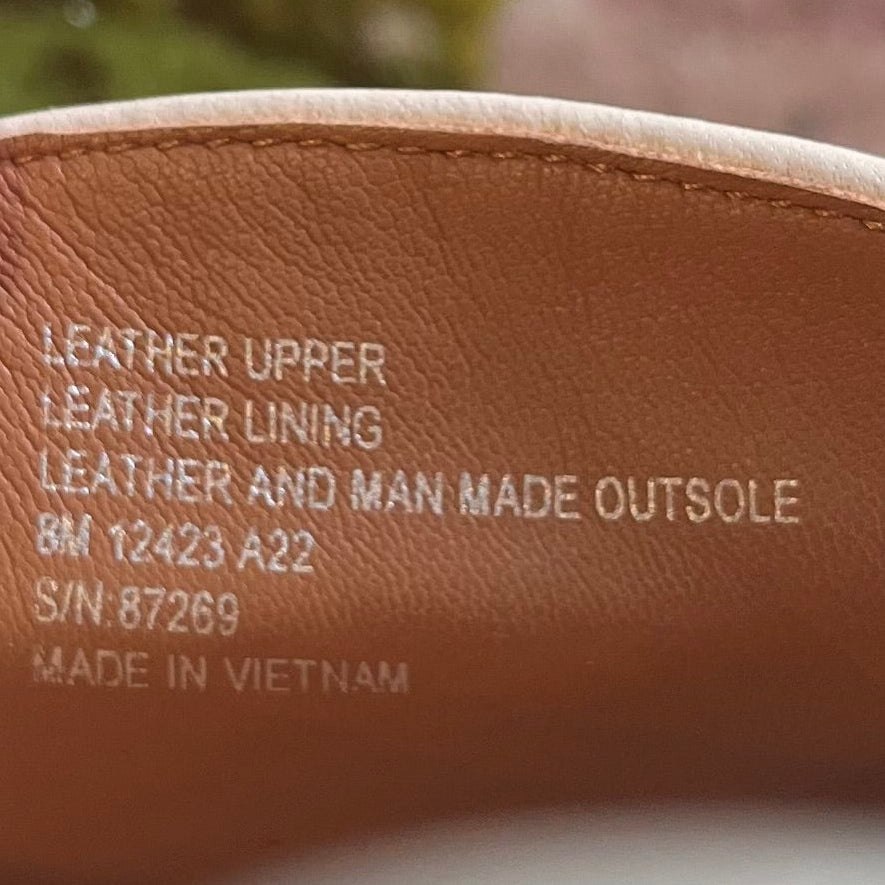 LEATHER UPPER
LEATHER LINING
LEATHER AND MAN MADE OUTSOLE
8M 12423 A22
S/N:87269
MADE IN VIETNAM